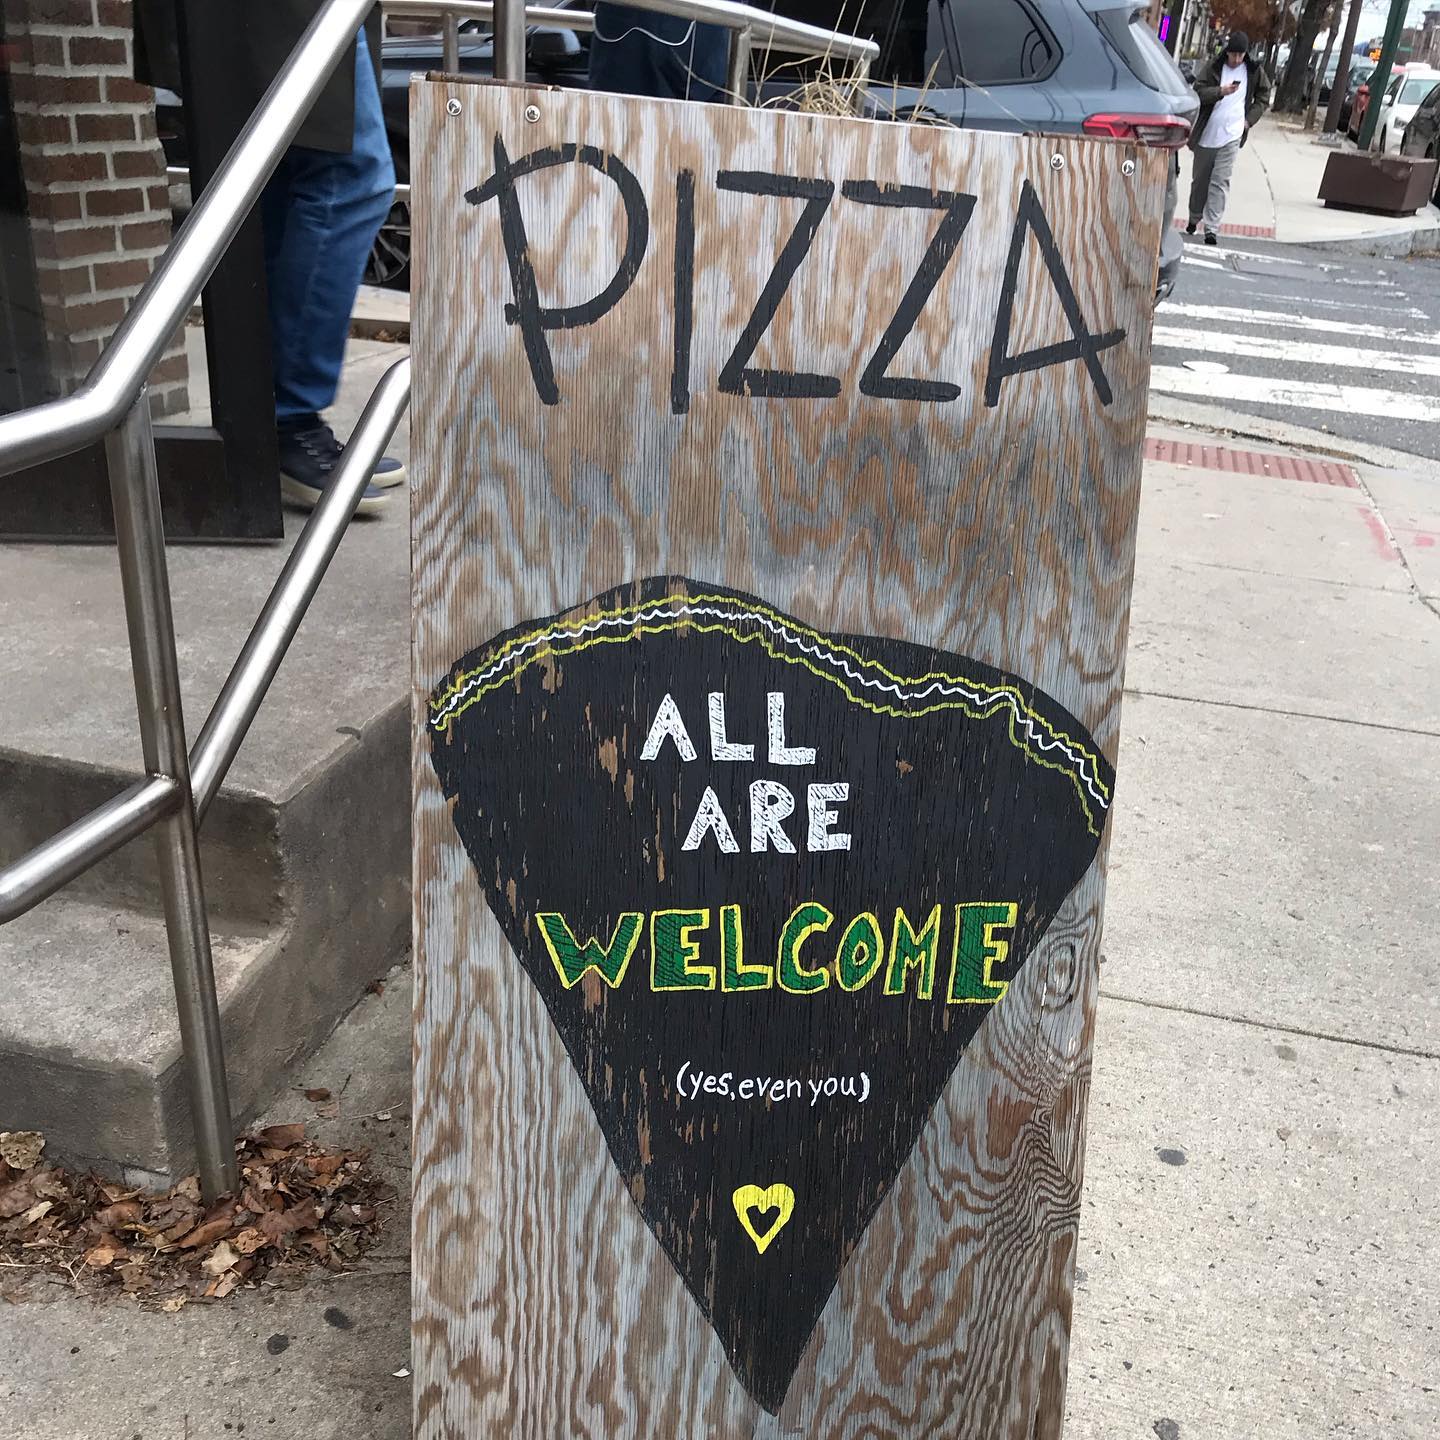 PIZZA
ALL
ARE
WELCOME
(yes, even you)